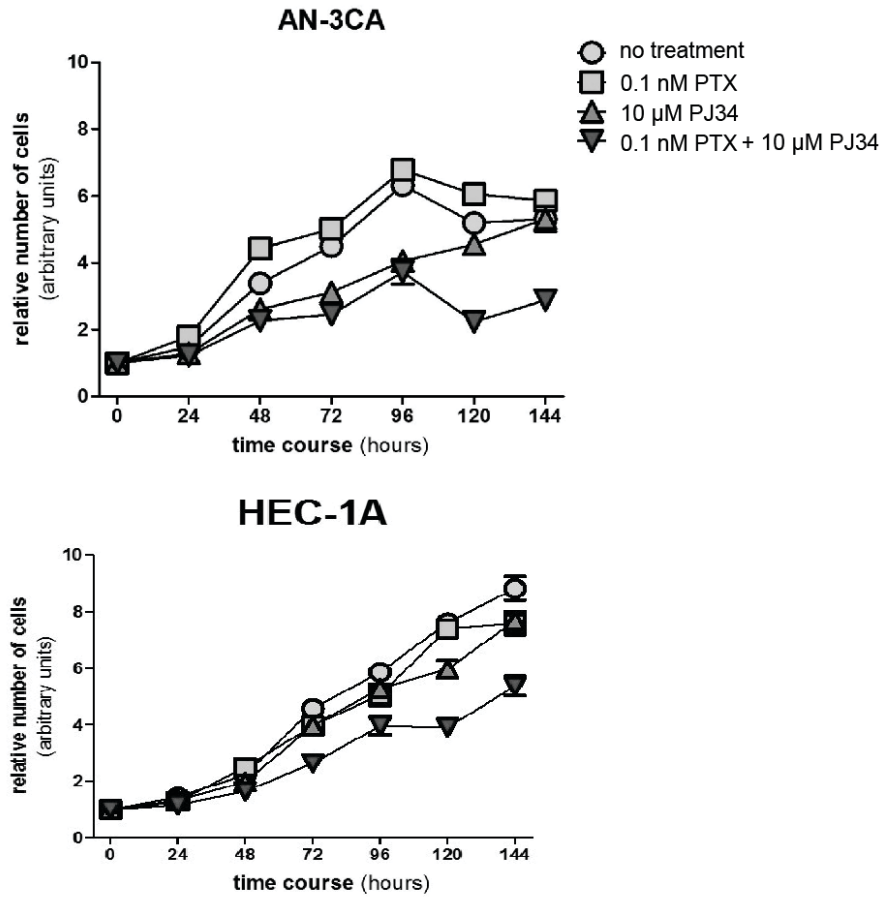 AN-3CA
no treatment
0.1 nM PTX
10 µM PJ34
0.1 nM PTX + 10 µM PJ34
relative number of cells
(arbitrary units)
10
8
6
4
2
0
0 24 48 72 96 120 144
time course (hours)
HEC-1A
relative number of cells
(arbitrary units)
10
8
6
4
2
0
0 24 48 72 96 120 144
time course (hours)